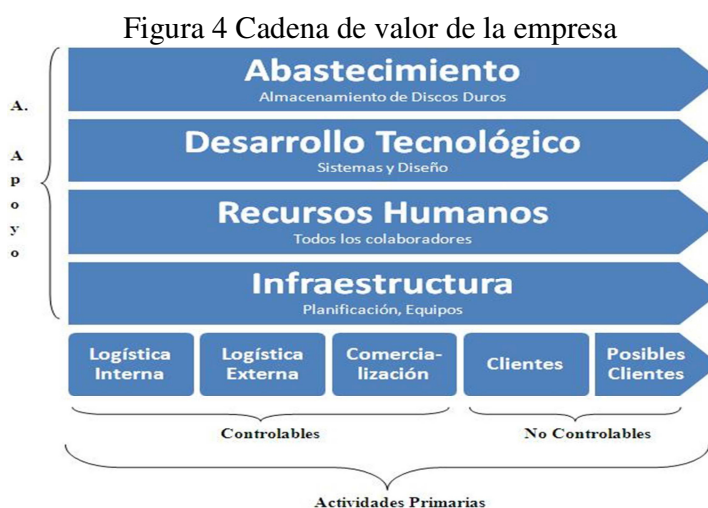 Figura 4 Cadena de valor de la empresa
Abastecimiento
Almacenamiento de Discos Duros
A.
A
p
o
y
o
Desarrollo Tecnológico
Sistemas y Diseño
Recursos Humanos
Todos los colaboradores
Infraestructura
Planificación, Equipos
Logística
Interna
Logística
Externa
Comercia-
lización
Clientes
Posibles
Clientes
Controlables
No Controlables
Actividades Primarias